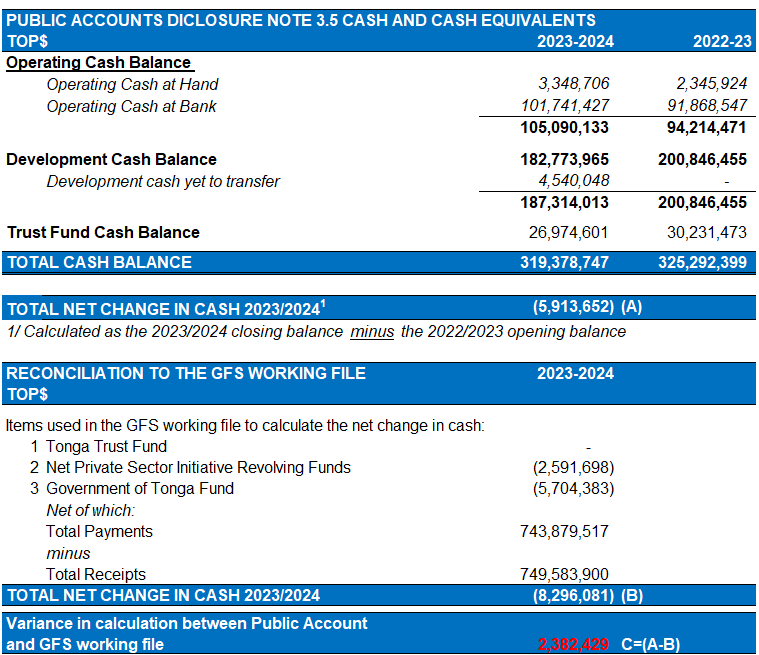 PUBLIC ACCOUNTS DICLOSURE NOTE 3.5 CASH AND CASH EQUIVALENTS
TOP$ 2023-2024 2022-23
Operating Cash Balance
Operating Cash at Hand 3,348,706 2,345,924
Operating Cash at Bank 101,741,427 91,868,547
105,090,133 94,214,471
Development Cash Balance 182,773,965 200,846,455
Development cash yet to transfer 4,540,048 -
187,314,013 200,846,455
Trust Fund Cash Balance 26,974,601 30,231,473
TOTAL CASH BALANCE 319,378,747 325,292,399
TOTAL NET CHANGE IN CASH 2023/2024¹ (5,913,652) (A)
1/ Calculated as the 2023/2024 closing balance minus the 2022/2023 opening balance
RECONCILIATION TO THE GFS WORKING FILE 2023-2024
TOP$
Items used in the GFS working file to calculate the net change in cash:
1 Tonga Trust Fund -
2 Net Private Sector Initiative Revolving Funds (2,591,698)
3 Government of Tonga Fund (5,704,383)
Net of which:
Total Payments 743,879,517
minus
Total Receipts 749,583,900
TOTAL NET CHANGE IN CASH 2023/2024 (8,296,081) (B)
Variance in calculation between Public Account
and GFS working file 2,382,429 C=(A-B)